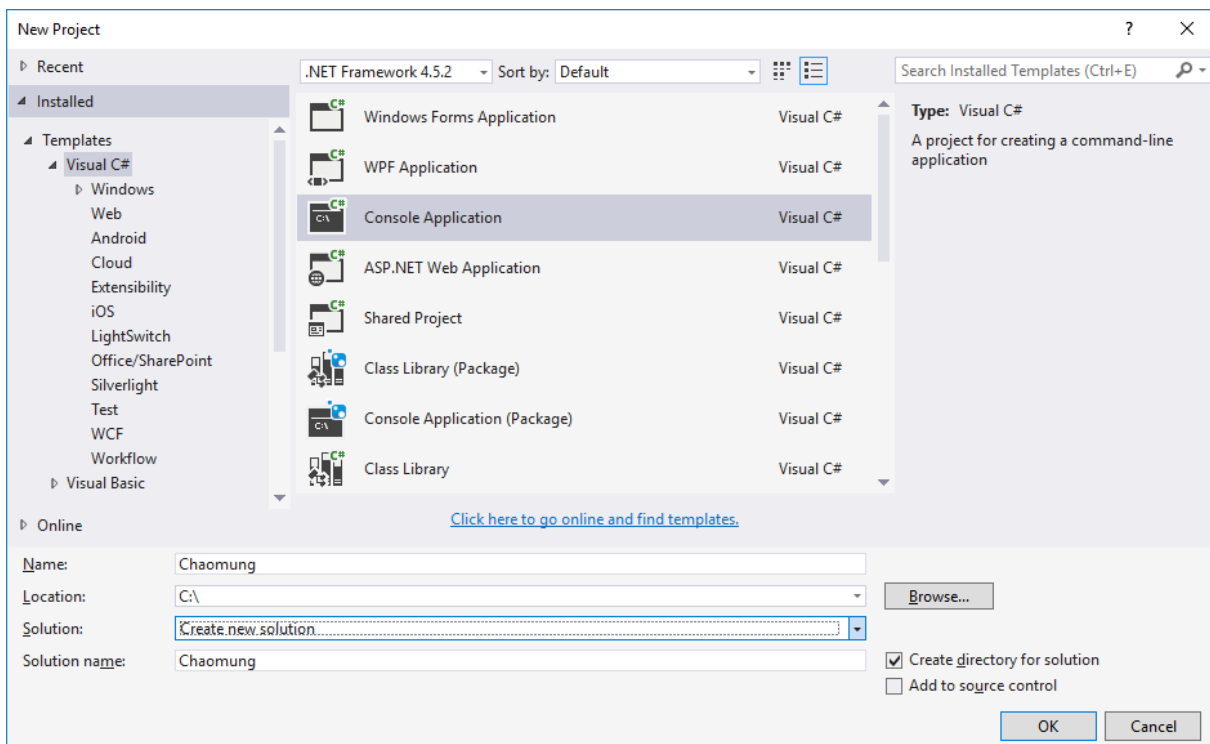 New Project
Recent
Installed
Templates
Visual C#
Windows
Web
Android
Cloud
Extensibility
iOS
LightSwitch
Office/SharePoint
Silverlight
Test
WCF
Workflow
Visual Basic
Online
.NET Framework 4.5.2 Sort by: Default
Windows Forms Application Visual C#
WPF Application Visual C#
Console Application Visual C#
ASP.NET Web Application Visual C#
Shared Project Visual C#
Class Library (Package) Visual C#
Console Application (Package) Visual C#
Class Library Visual C#
Click here to go online and find templates.
Search Installed Templates (Ctrl+E)
Type: Visual C#
A project for creating a command-line
application
Name: Chaomung
Location: C:\ Browse...
Solution: Create new solution
Solution name: Chaomung
Create directory for solution
Add to source control
OK Cancel